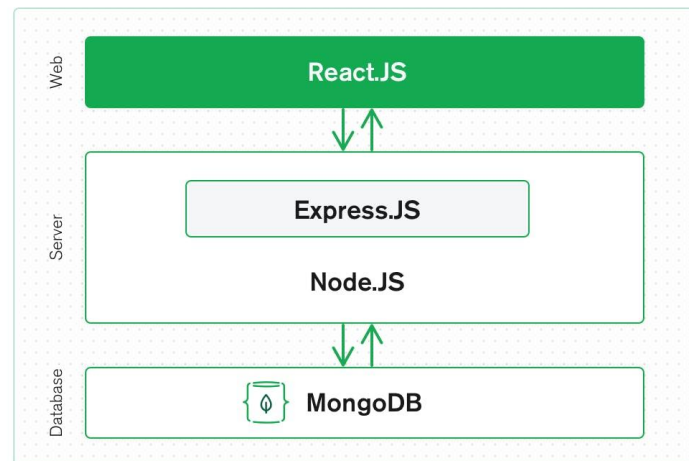 Web
React.JS
Server
Express.JS
Node.JS
Database
MongoDB